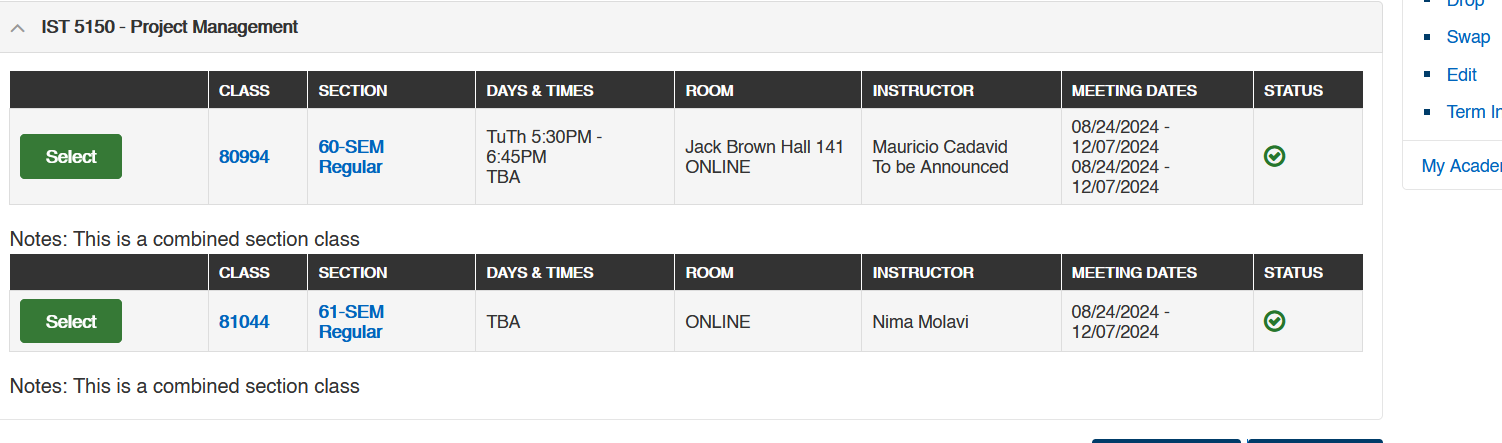 IST 5150 - Project Management
CLASS SECTION DAYS & TIMES ROOM INSTRUCTOR MEETING DATES STATUS
Select 80994 60-SEM Regular TuTh 5:30PM - 6:45PM TBA Jack Brown Hall 141 ONLINE Mauricio Cadavid To be Announced 08/24/2024 - 12/07/2024 08/24/2024 - 12/07/2024
Notes: This is a combined section class
CLASS SECTION DAYS & TIMES ROOM INSTRUCTOR MEETING DATES STATUS
Select 81044 61-SEM Regular TBA ONLINE Nima Molavi 08/24/2024 - 12/07/2024
Notes: This is a combined section class
Drop
Swap
Edit
Term
My